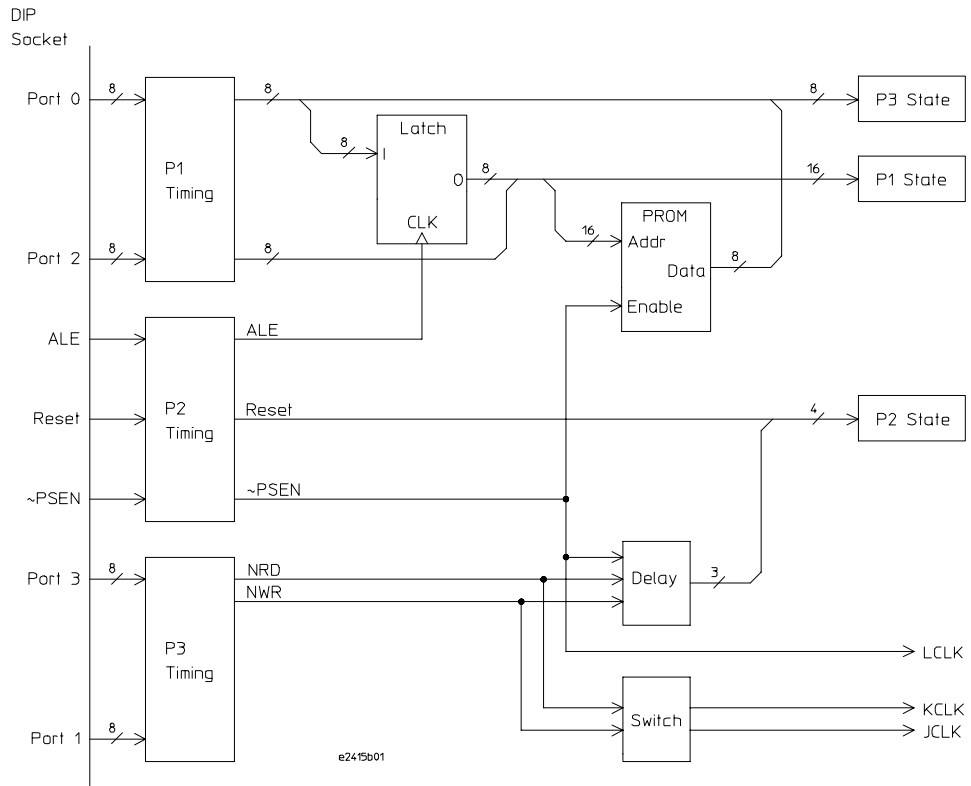 DIP
Socket
Port 0
8
8
8
P3 State
8
Latch
I
O
CLK
8
16
P1 State
P1
Timing
PROM
16
Addr
Data
8
Enable
Port 2
8
8
ALE
ALE
P2
Timing
Reset
Reset
4
P2 State
~PSEN
~PSEN
Port 3
8
NRD
NWR
Delay
3
P3
Timing
LCLK
Switch
KCLK
JCLK
Port 1
8
e2415b01